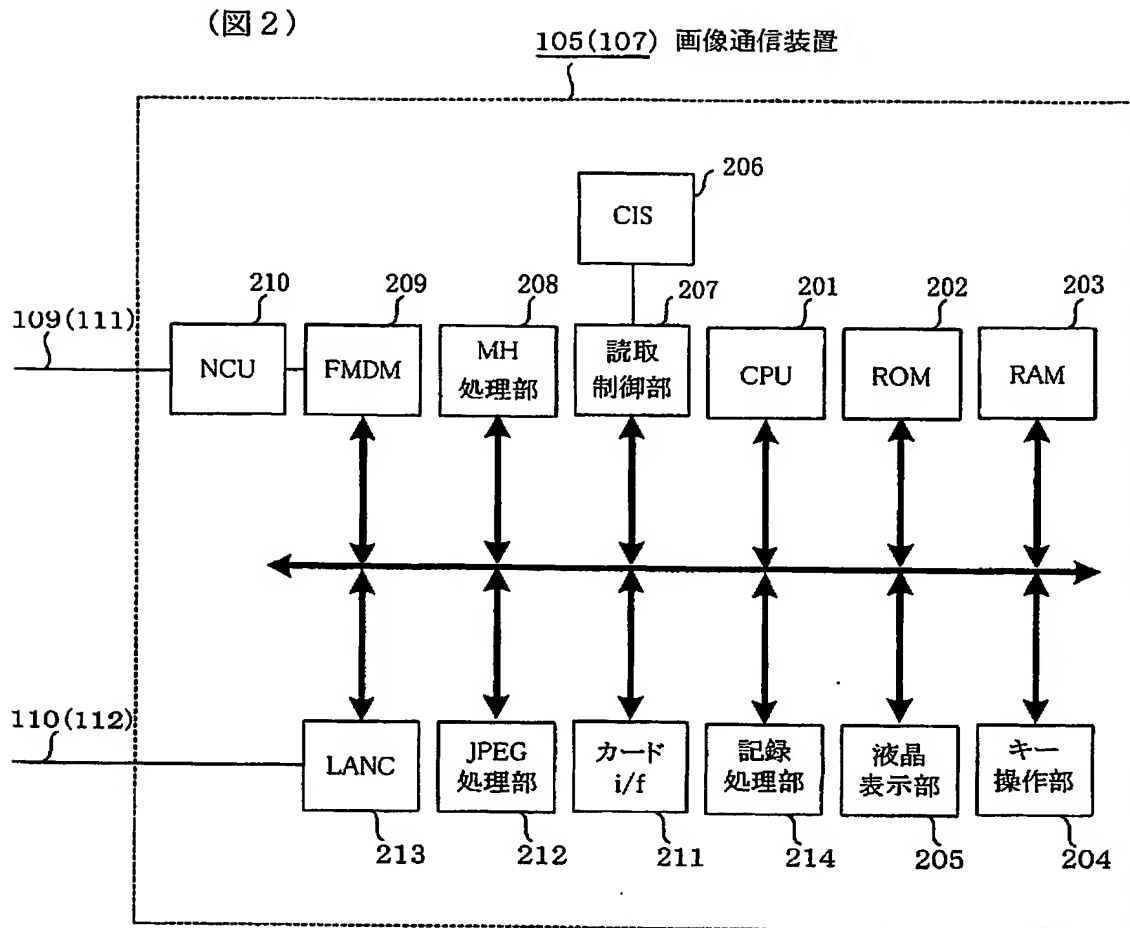 (図2)
105(107) 画像通信装置
206
CIS
210
209
208
207
201
202
203
109(111)
NCU
FMDM
MH
処理部
読取
制御部
CPU
ROM
RAM
110(112)
LANC
JPEG
処理部
カード
i/f
記録
処理部
液晶
表示部
キー
操作部
213
212
211
214
205
204